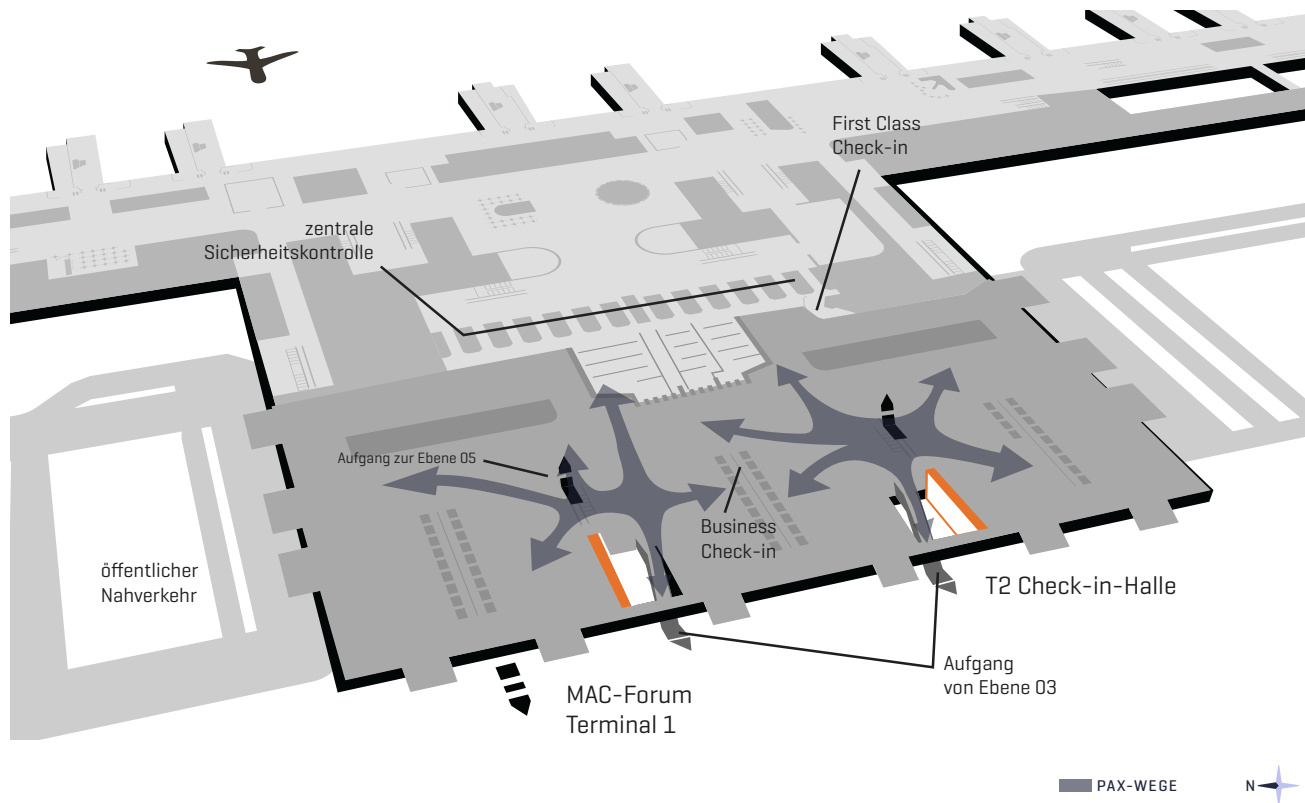 First Class
Check-in
zentrale
Sicherheitskontrolle
Aufgang zur Ebene 05
Business
Check-in
öffentlicher
Nahverkehr
T2 Check-in-Halle
Aufgang
von Ebene 03
MAC-Forum
Terminal 1
PAX-WEGE
N